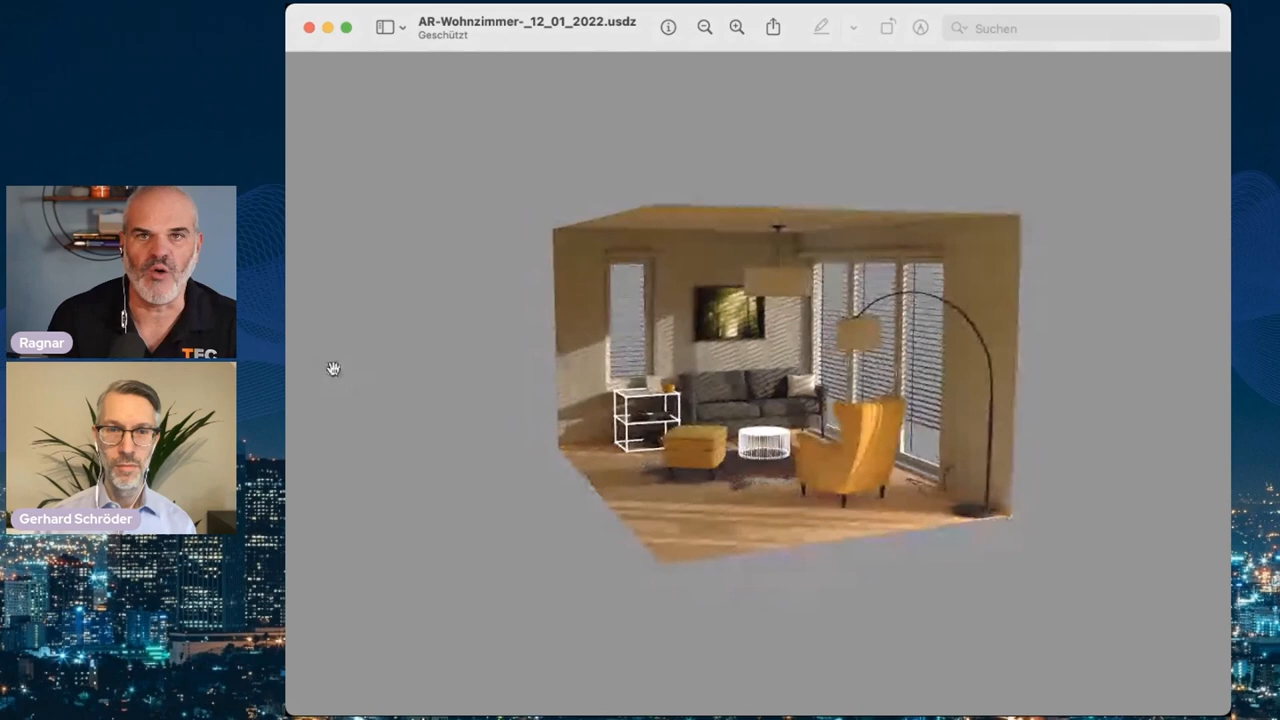 AR-Wohnzimmer-_12_01_2022.usdz
Geschützt
Suchen
Ragnar
TEC
Gerhard Schröder